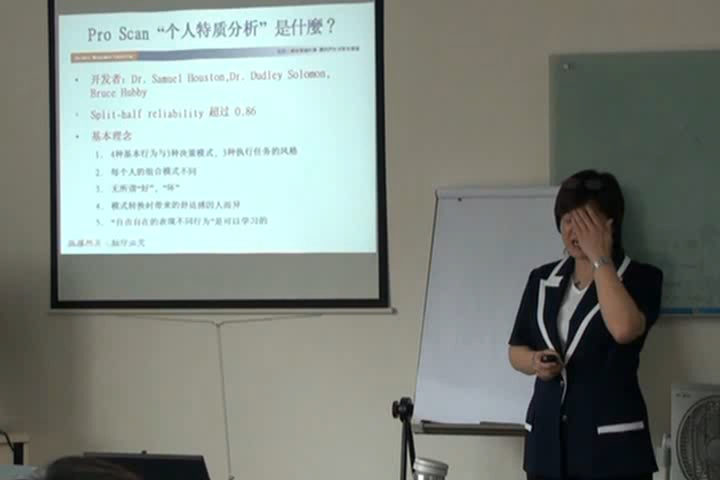 Pro Scan “个人特质分析” 是什麼？
• 开发者：Dr. Samuel Houston,Dr. Dudley Solomon,
Bruce Hubby
• Split-half reliability 超过 0.86
• 基本理念
1. 4种基本行为与3种决策模式、3种执行任务的风格
2. 每个人的组合模式不同
3. 无所谓“好”、“坏”
4. 模式转换时带来的舒适感因人而异
5. “自由自在的表现不同行为”是可以学习的